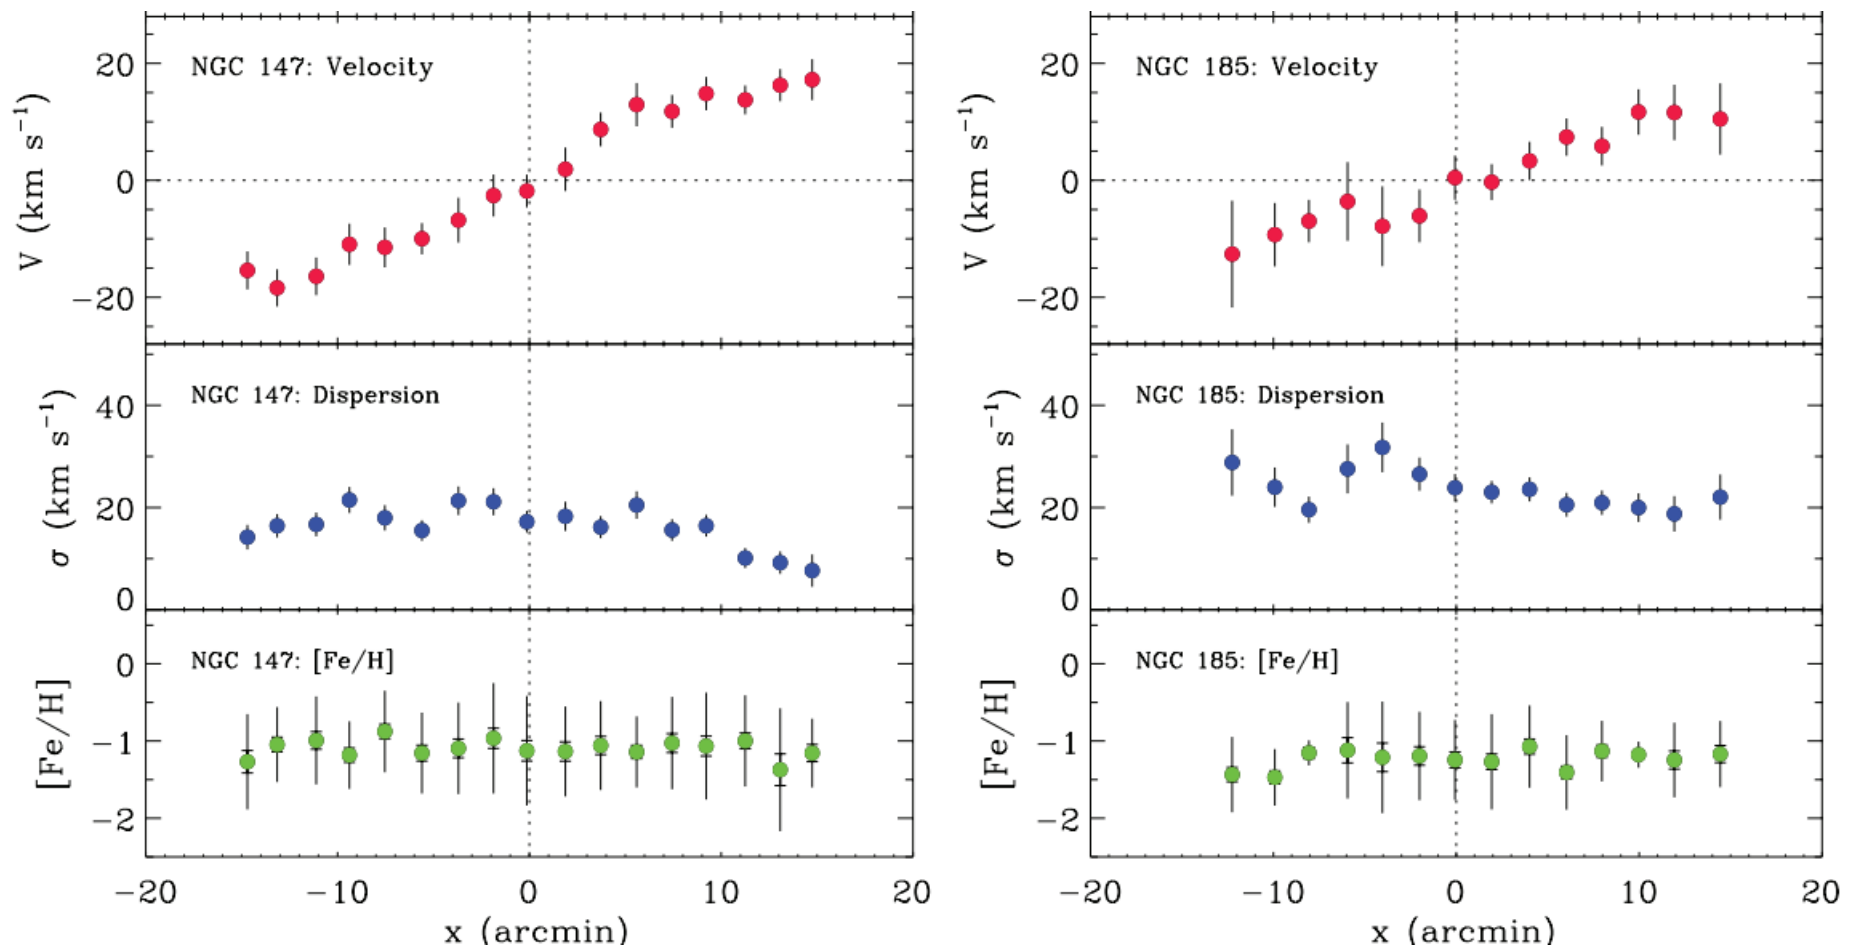 NGC 147: Velocity
V (km s⁻¹)
20
0
−20
NGC 147: Dispersion
σ (km s⁻¹)
40
20
0
NGC 147: [Fe/H]
[Fe/H]
0
−1
−2
−20 −10 0 10 20
x (arcmin)
NGC 185: Velocity
V (km s⁻¹)
20
0
−20
NGC 185: Dispersion
σ (km s⁻¹)
40
20
0
NGC 185: [Fe/H]
[Fe/H]
0
−1
−2
−20 −10 0 10 20
x (arcmin)